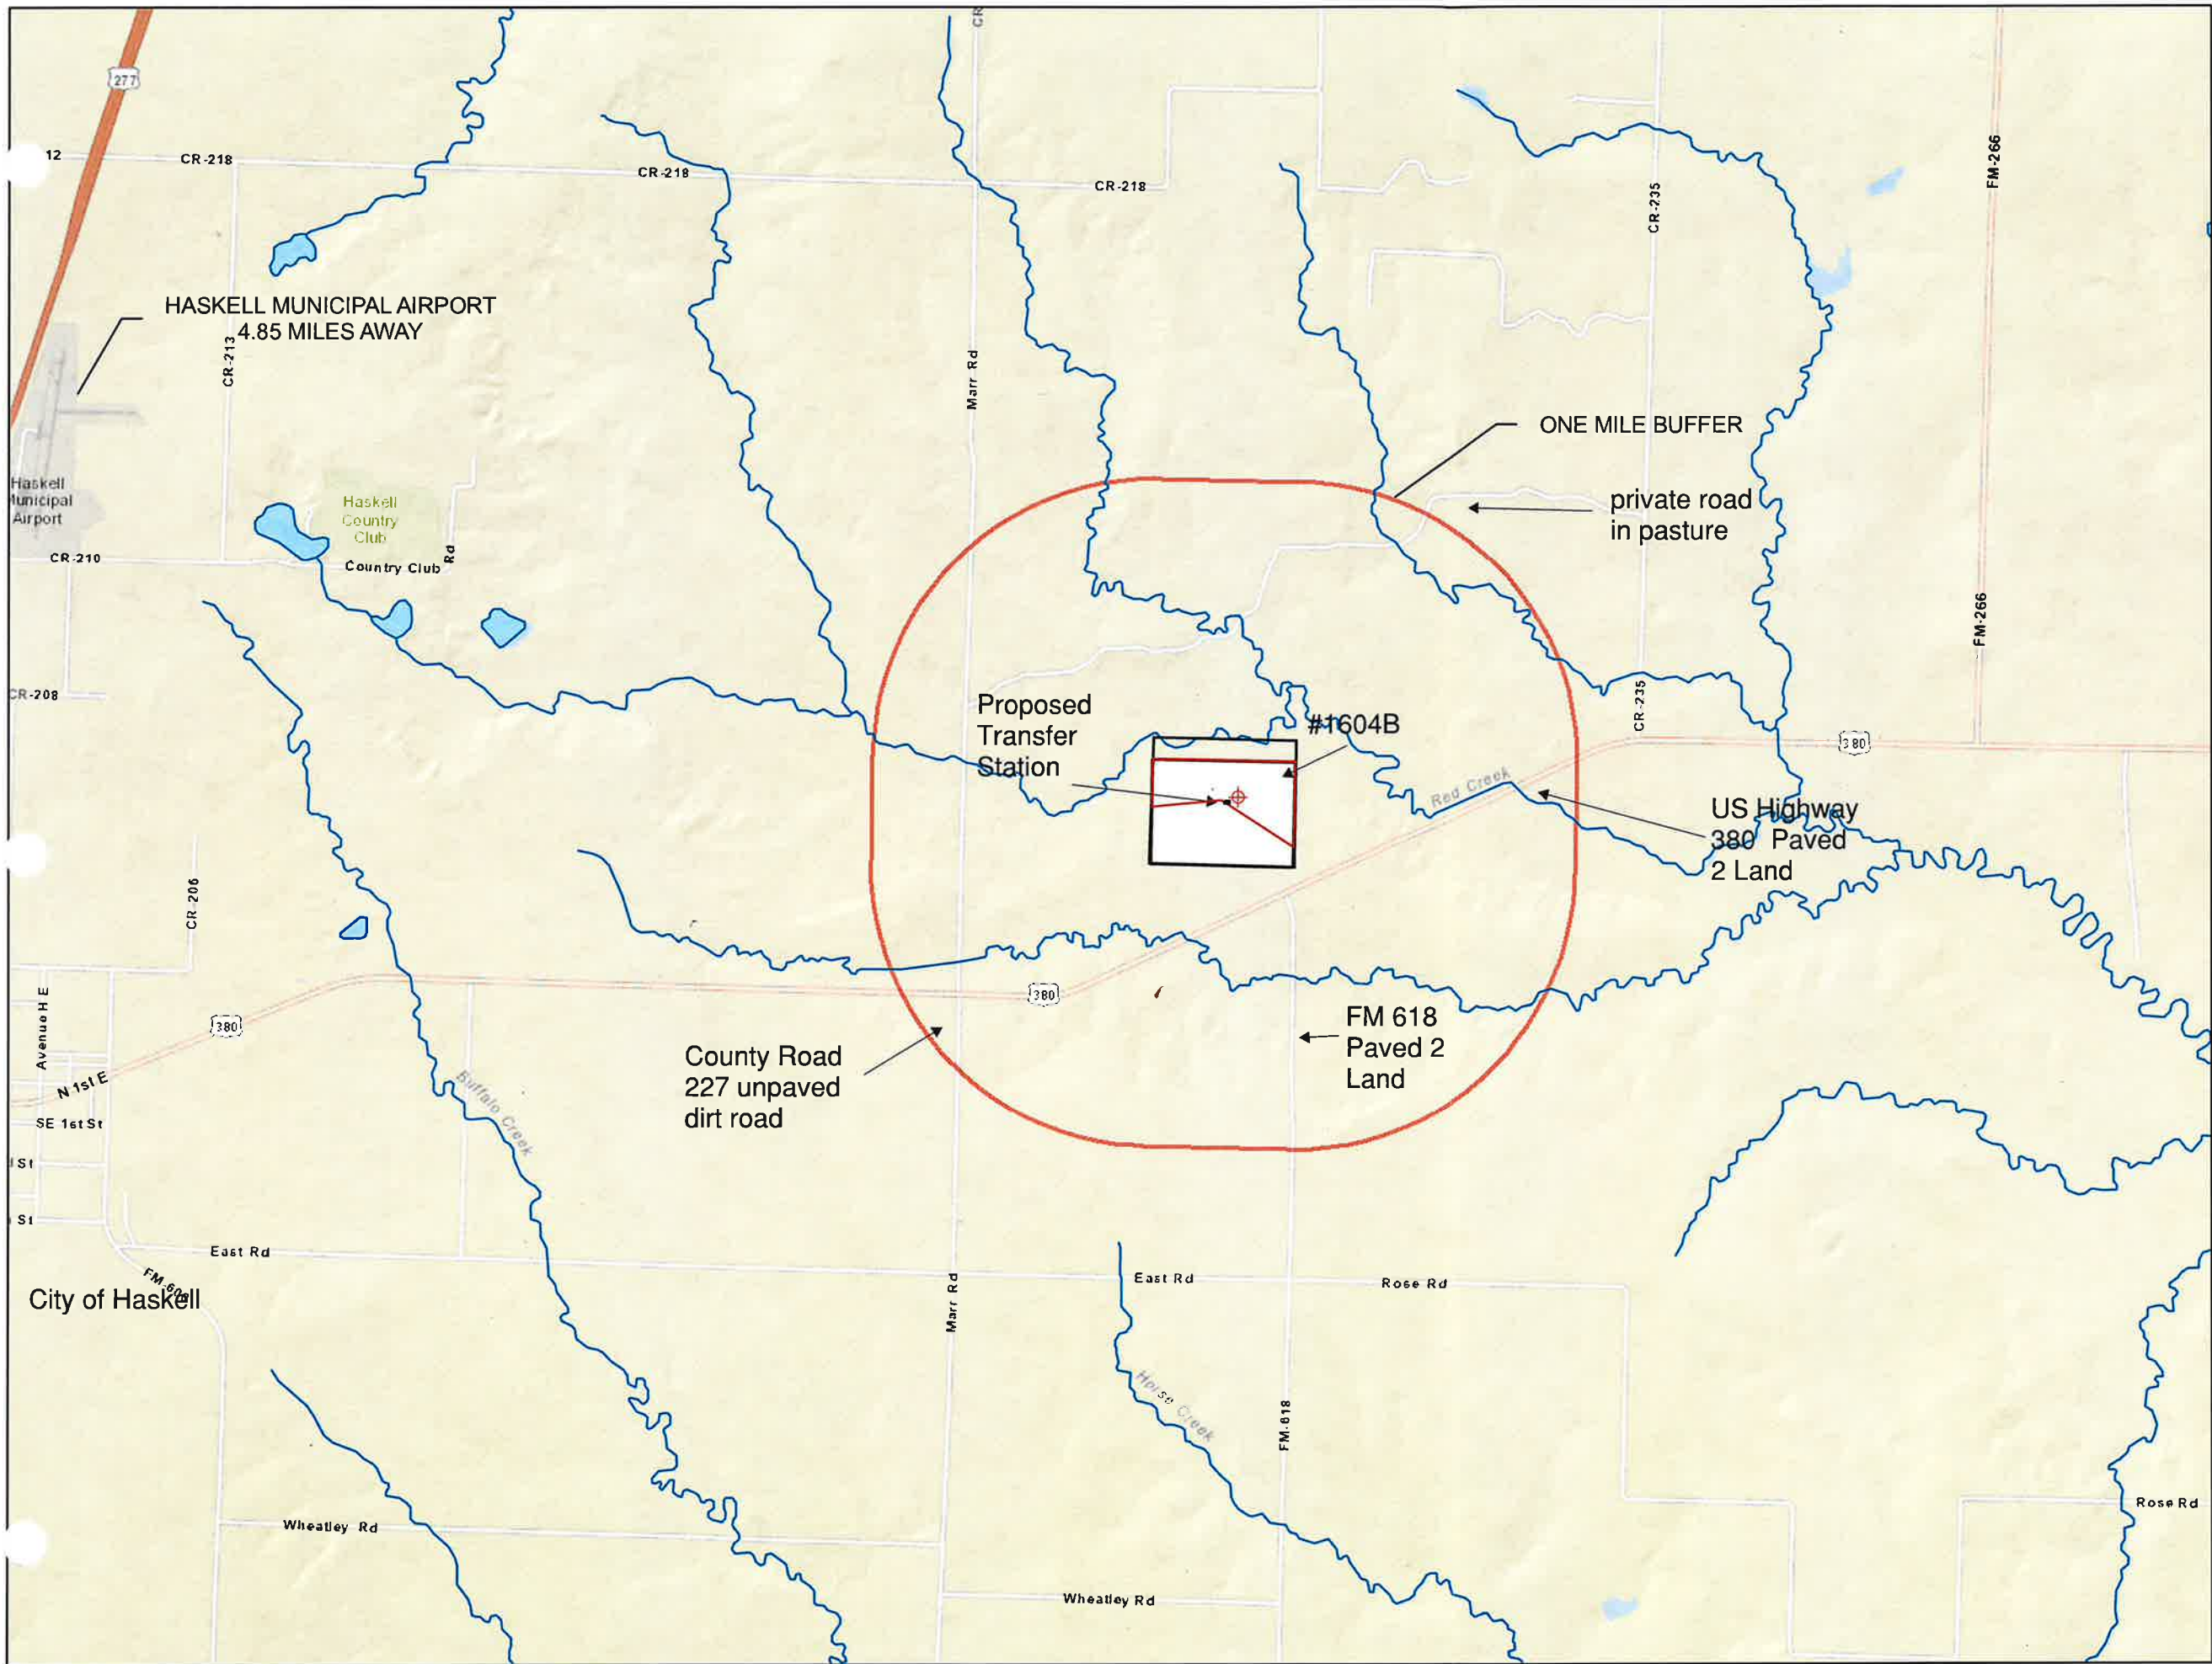 CR
277
12
CR-218
CR-218
CR-218
CR-235
FM-266
HASKELL MUNICIPAL AIRPORT
4.85 MILES AWAY
CR-213
Marr Rd
ONE MILE BUFFER
Haskell
Municipal
Airport
Haskell
Country
Club
private road
in pasture
CR-210
Country Club Rd
FM-266
CR-208
CR-235
Proposed
Transfer
Station
#1604B
380
Red Creek
US Highway
380 Paved
2 Land
CR-206
380
380
Avenue H E
N 1st E
SE 1st St
St
St
Buffalo Creek
County Road
227 unpaved
dirt road
FM 618
Paved 2
Land
East Rd
East Rd
Rose Rd
City of Haskell
Marr Rd
Horse Creek
FM-618
Rose Rd
Wheatley Rd
Wheatley Rd